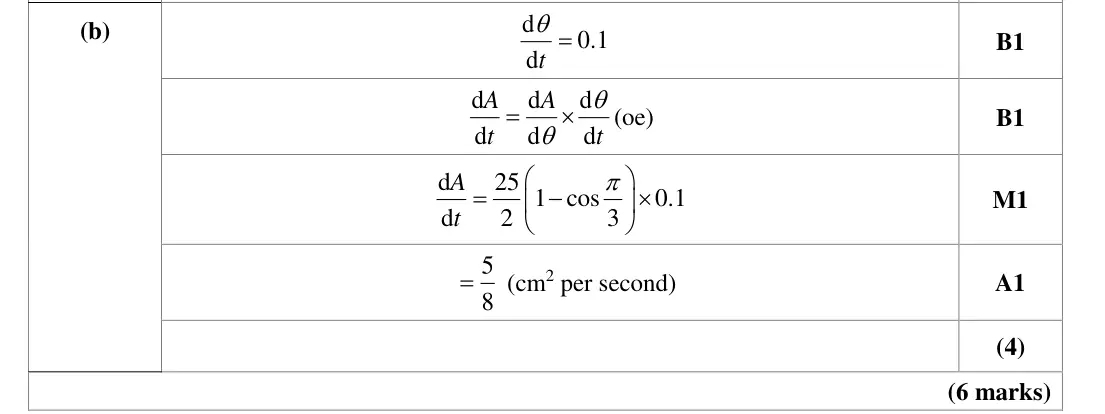 (b)
dθ/dt = 0.1
B1
dA/dt = dA/dθ × dθ/dt (oe)
B1
dA/dt = 25/2 (1 − cos π/3) × 0.1
M1
= 5/8 (cm² per second)
A1
(4)
(6 marks)